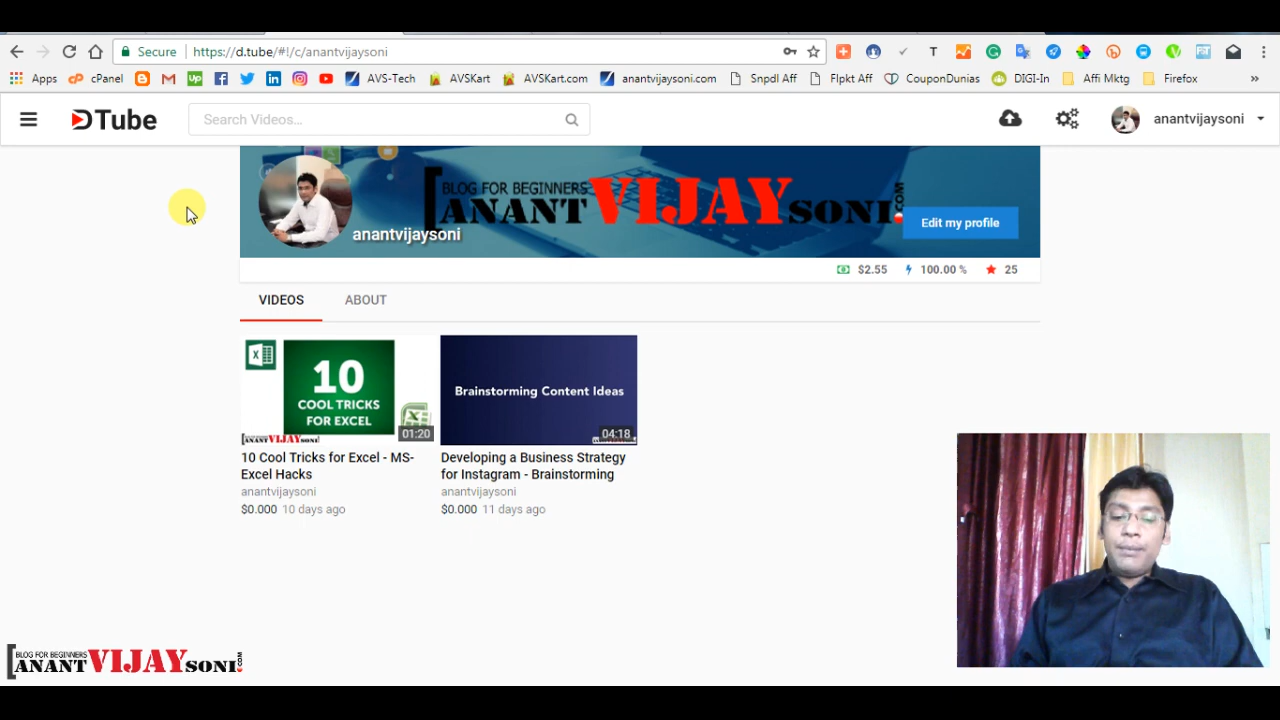 Secure https://d.tube/#!/c/anantvijaysoni
Apps cPanel AVS-Tech AVSKart AVSKart.com anantvijaysoni.com Snpdl Aff Flpkt Aff CouponDunias DIGI-In Affi Mktg Firefox »
DTube Search Videos... anantvijaysoni
BLOG FOR BEGINNERS
ANANTVIJAYSONI.COM
Edit my profile
anantvijaysoni
$2.55 100.00 % 25
VIDEOS ABOUT
10
COOL TRICKS
FOR EXCEL
01:20
ANANTVIJAYSONI
Brainstorming Content Ideas
04:18
10 Cool Tricks for Excel - MS-
Excel Hacks
anantvijaysoni
$0.000 10 days ago
Developing a Business Strategy
for Instagram - Brainstorming
anantvijaysoni
$0.000 11 days ago
BLOG FOR BEGINNERS
ANANTVIJAYSONI.COM